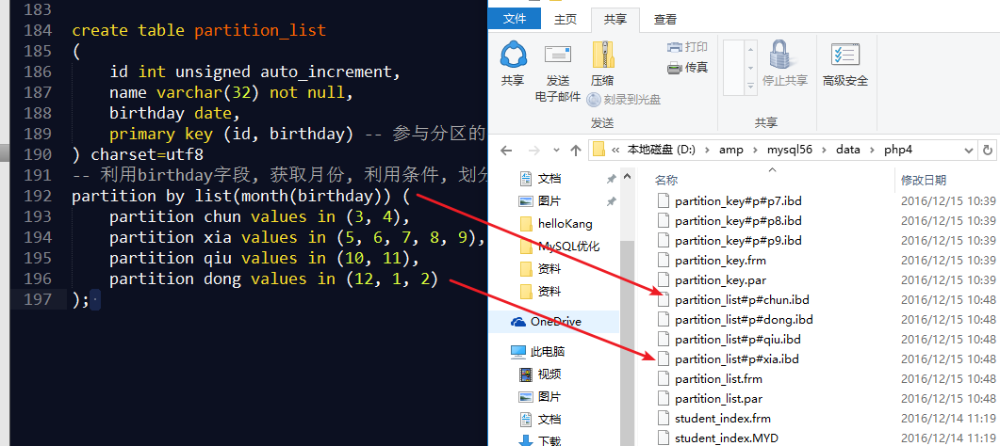 183
184 create table partition_list
185 (
186 id int unsigned auto_increment,
187 name varchar(32) not null,
188 birthday date,
189 primary key (id, birthday) -- 参与分区的
190 ) charset=utf8
191 -- 利用birthday字段, 获取月份, 利用条件, 划分
192 partition by list(month(birthday)) (
193 partition chun values in (3, 4),
194 partition xia values in (5, 6, 7, 8, 9),
195 partition qiu values in (10, 11),
196 partition dong values in (12, 1, 2)
197 );
文件 主页 共享 查看
共享
发送
电子邮件
压缩
打印
传真
刻录到光盘
发送
停止共享
共享
高级安全
« 本地磁盘 (D:) > amp > mysql56 > data > php4
文档
图片
helloKang
MySQL优化
资料
资料
OneDrive
此电脑
视频
图片
文档
下载
名称 修改日期
partition_key#p#p7.ibd 2016/12/15 10:39
partition_key#p#p8.ibd 2016/12/15 10:39
partition_key#p#p9.ibd 2016/12/15 10:39
partition_key.frm 2016/12/15 10:39
partition_key.par 2016/12/15 10:39
partition_list#p#chun.ibd 2016/12/15 10:48
partition_list#p#dong.ibd 2016/12/15 10:48
partition_list#p#qiu.ibd 2016/12/15 10:48
partition_list#p#xia.ibd 2016/12/15 10:48
partition_list.frm 2016/12/15 10:48
partition_list.par 2016/12/15 10:48
student_index.frm 2016/12/14 11:19
student_index.MYD 2016/12/14 11:19